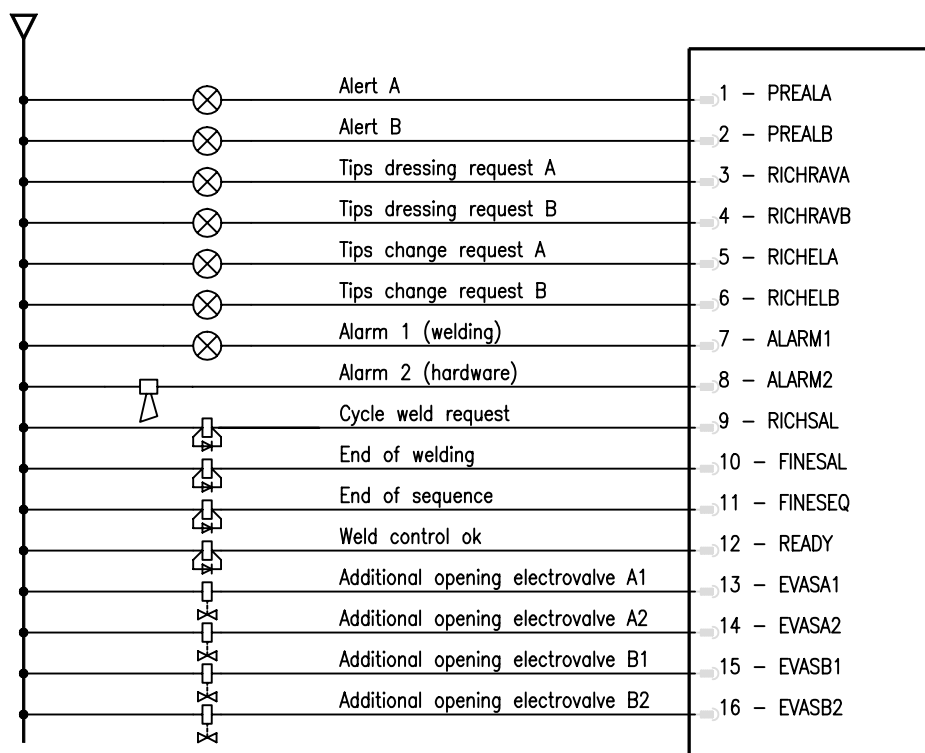 Alert A 1 – PREALA
Alert B 2 – PREALB
Tips dressing request A 3 – RICHRAVA
Tips dressing request B 4 – RICHRAVB
Tips change request A 5 – RICHELA
Tips change request B 6 – RICHELB
Alarm 1 (welding) 7 – ALARM1
Alarm 2 (hardware) 8 – ALARM2
Cycle weld request 9 – RICHSAL
End of welding 10 – FINESAL
End of sequence 11 – FINESEQ
Weld control ok 12 – READY
Additional opening electrovalve A1 13 – EVASA1
Additional opening electrovalve A2 14 – EVASA2
Additional opening electrovalve B1 15 – EVASB1
Additional opening electrovalve B2 16 – EVASB2